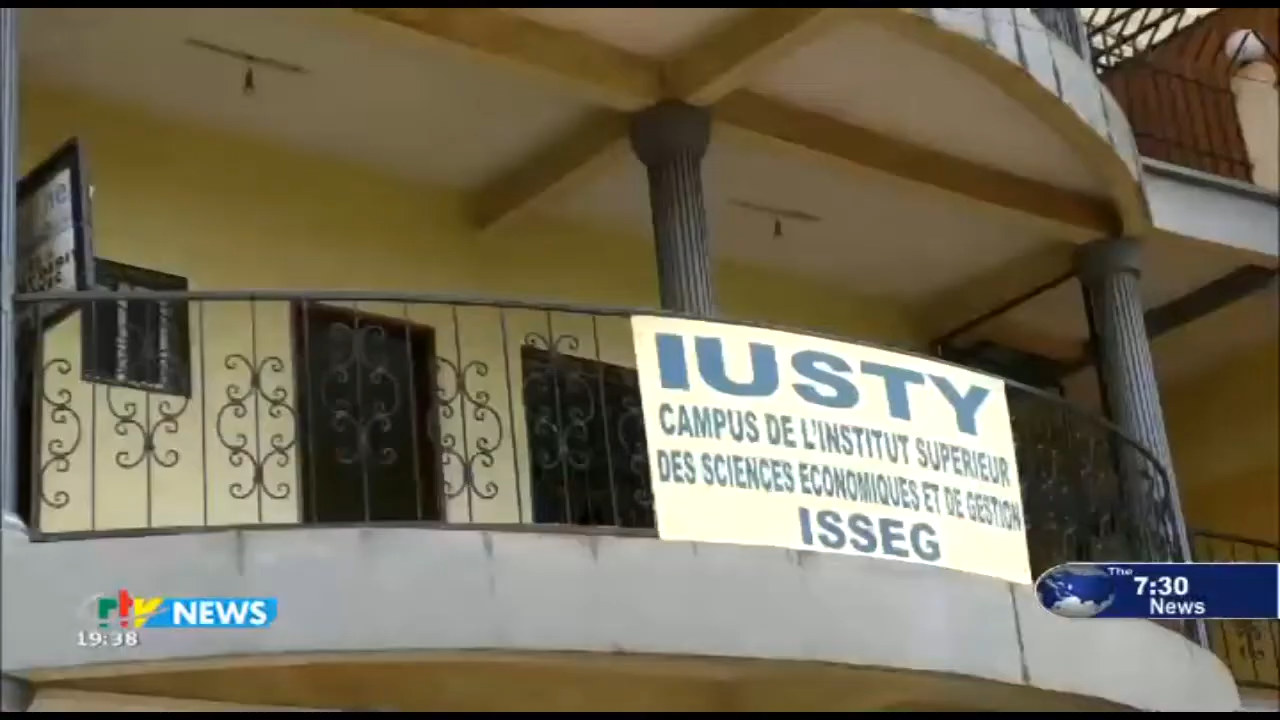 IUSTY
CAMPUS DE L'INSTITUT SUPERIEUR
DES SCIENCES ECONOMIQUES ET DE GESTION
ISSEG
rtv NEWS
19:38
The
7:30
News